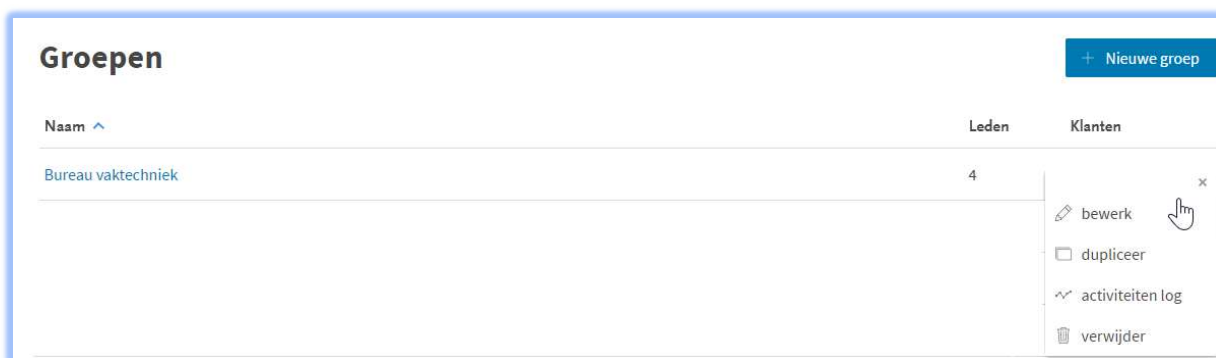 Groepen
+ Nieuwe groep
Naam Leden Klanten
Bureau vaktechniek 4
×
bewerk
dupliceer
activiteiten log
verwijder